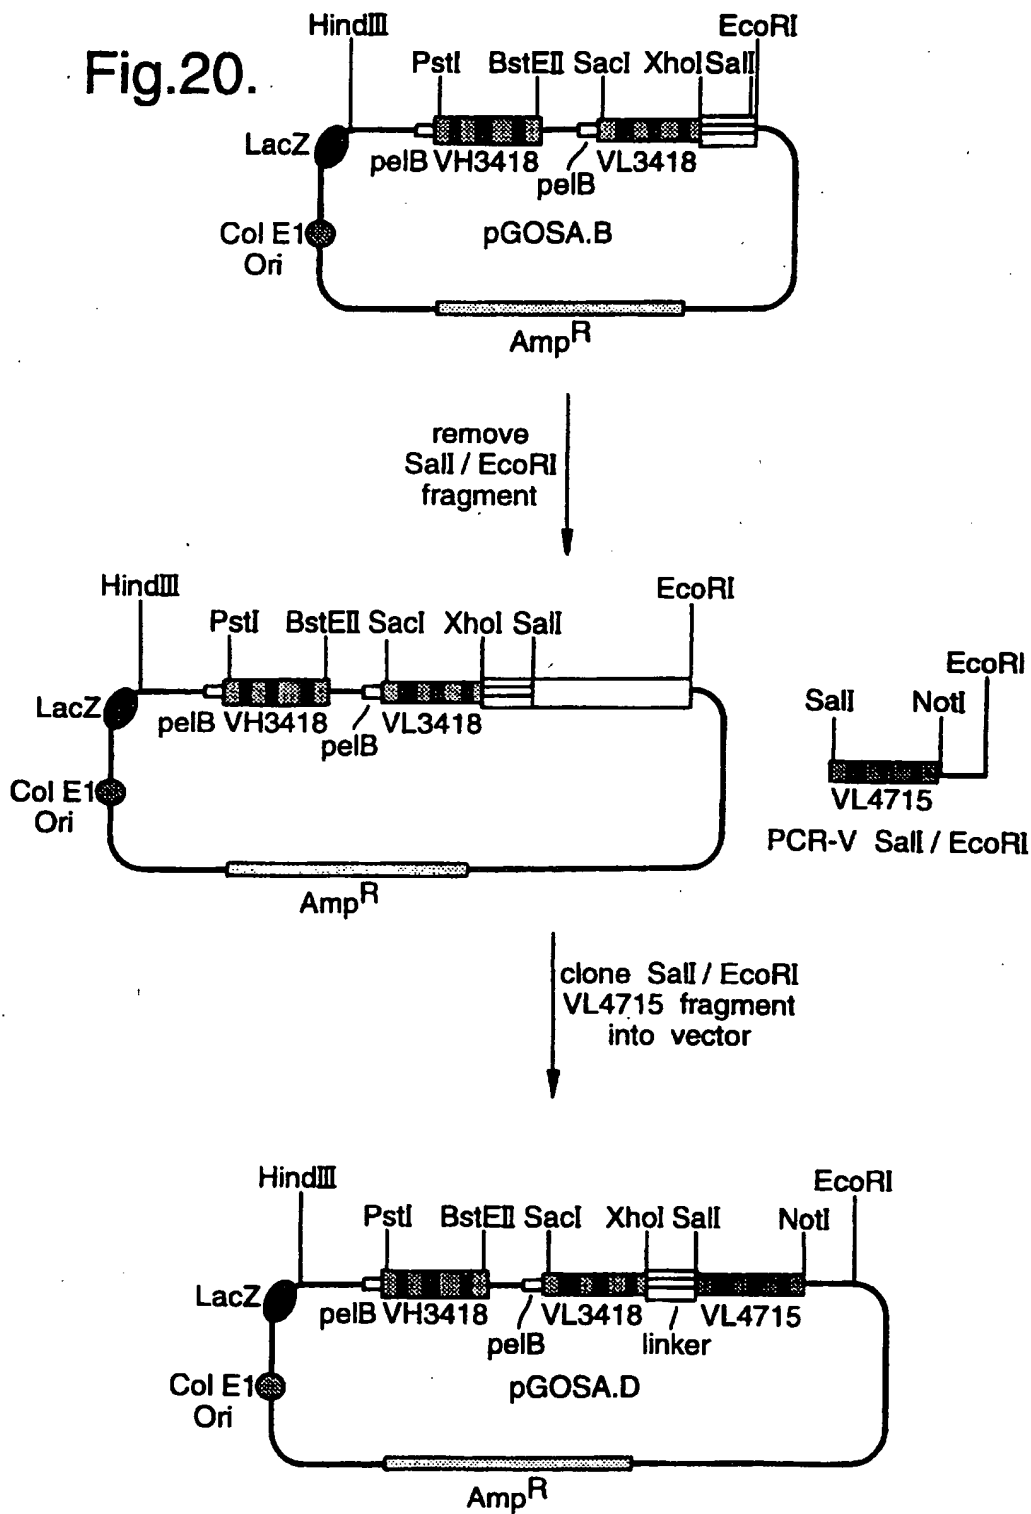 Fig.20.
HindIII
EcoRI
PstI BstEII SacI XhoI SalI
LacZ
pelB VH3418
pelB
VL3418
Col E1
Ori
pGOSA.B
AmpR
remove
SalI / EcoRI
fragment
HindIII
EcoRI
PstI BstEII SacI XhoI SalI
LacZ
pelB VH3418
pelB
VL3418
Col E1
Ori
AmpR
EcoRI
SalI NotI
VL4715
PCR-V SalI / EcoRI
clone SalI / EcoRI
VL4715 fragment
into vector
HindIII
EcoRI
PstI BstEII SacI XhoI SalI NotI
LacZ
pelB VH3418
pelB
VL3418
linker
VL4715
Col E1
Ori
pGOSA.D
AmpR